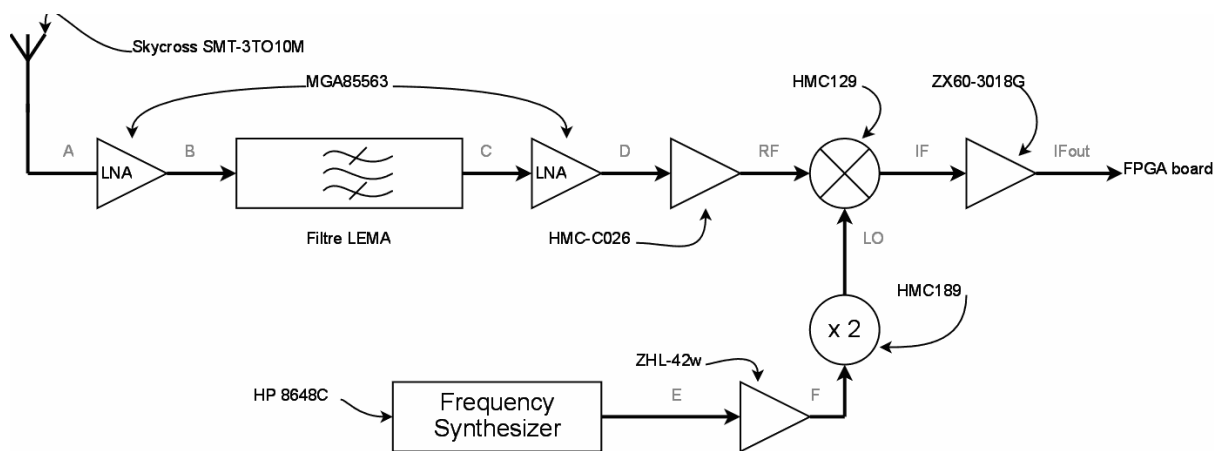 Skycross SMT-3TO10M
MGA85563
HMC129
ZX60-3018G
A
LNA
B
C
LNA
D
RF
IF
IFout
FPGA board
Filtre LEMA
HMC-C026
LO
HMC189
x 2
ZHL-42w
HP 8648C
Frequency
Synthesizer
E
F